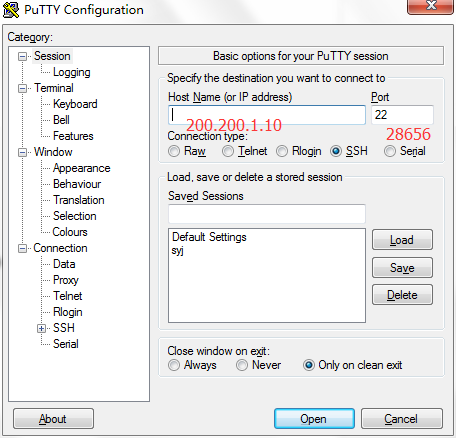 PuTTY Configuration
Category:
Session
Logging
Terminal
Keyboard
Bell
Features
Window
Appearance
Behaviour
Translation
Selection
Colours
Connection
Data
Proxy
Telnet
Rlogin
SSH
Serial
Basic options for your PuTTY session
Specify the destination you want to connect to
Host Name (or IP address) Port
22
200.200.1.10
28656
Connection type:
Raw Telnet Rlogin SSH Serial
Load, save or delete a stored session
Saved Sessions
Default Settings
syj
Load
Save
Delete
Close window on exit:
Always Never Only on clean exit
About Open Cancel